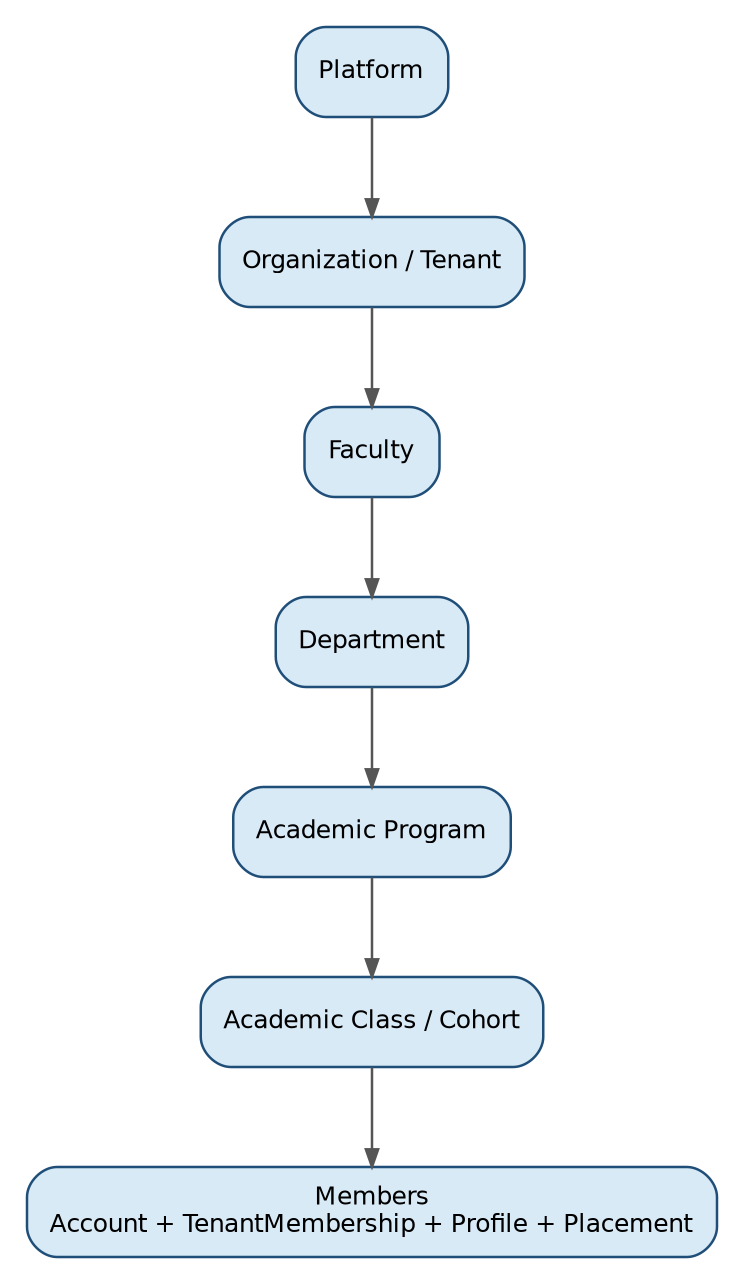 Platform
Organization / Tenant
Faculty
Department
Academic Program
Academic Class / Cohort
Members
Account + TenantMembership + Profile + Placement